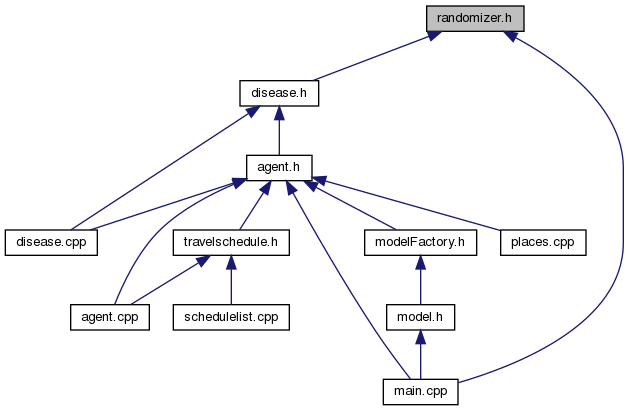 randomizer.h
disease.h
agent.h
disease.cpp
travelschedule.h
modelFactory.h
places.cpp
agent.cpp
schedulelist.cpp
model.h
main.cpp